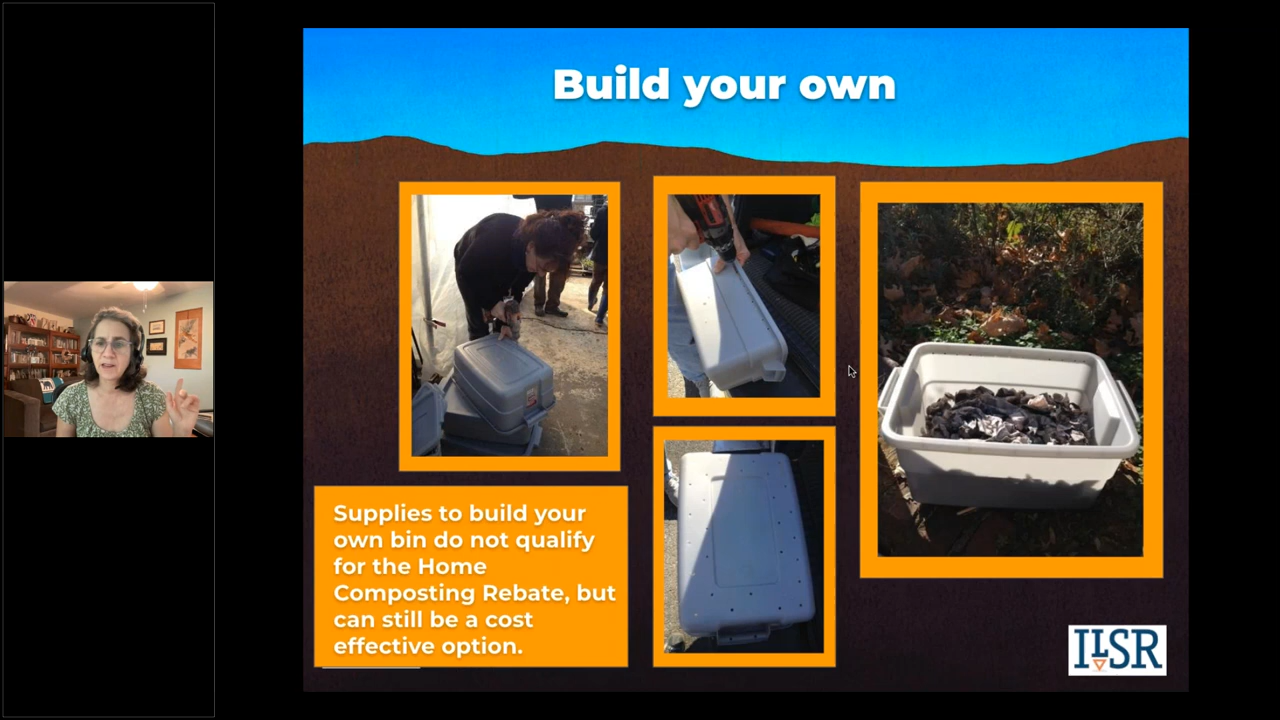 Build your own
Supplies to build your
own bin do not qualify
for the Home
Composting Rebate, but
can still be a cost
effective option.
ILSR